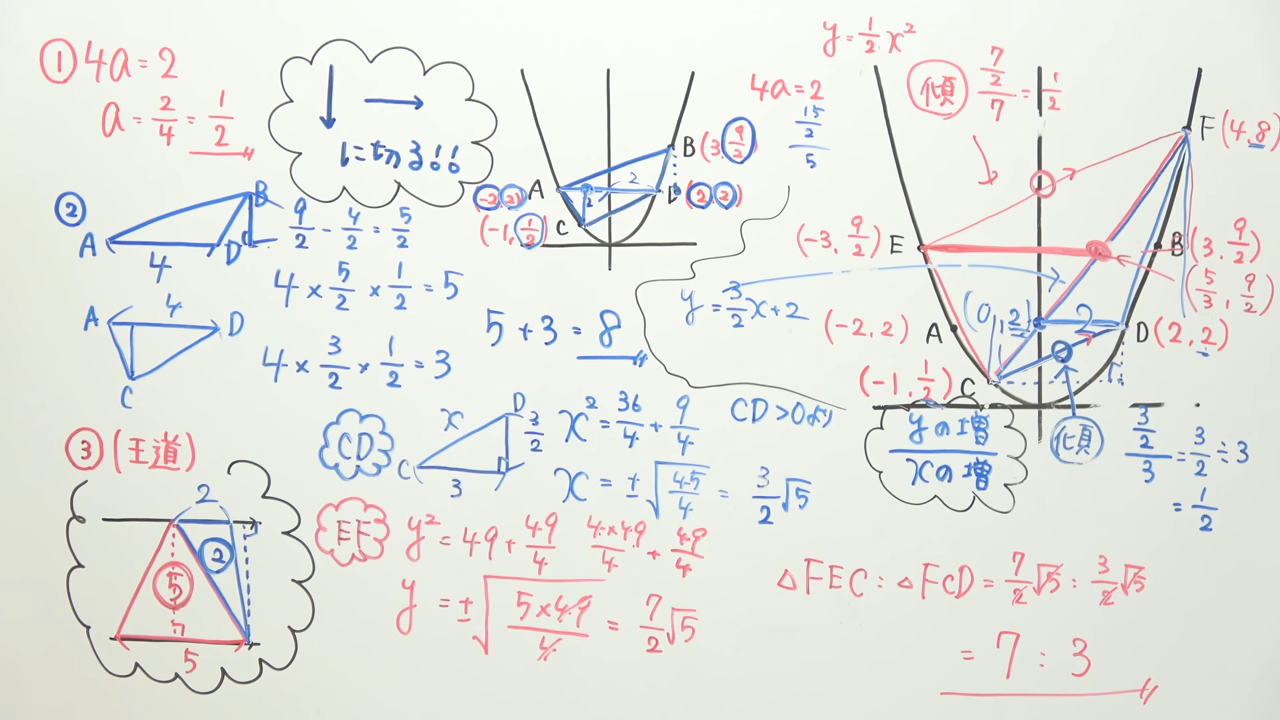 ① 4a = 2
a = 2/4 = 1/2
↓ →
に切る!!
②
A B D 4
9/2 - 4/2 = 5/2
4 × 5/2 × 1/2 = 5
A 4 D
C
4 × 3/2 × 1/2 = 3
5 + 3 = 8
A B (3, 9/2)
(-2, 2) 2 D (2, 2)
(-1, 1/2) C
4a = 2
15/2 / 5
y = 3/2 x + 2
③ (王道)
2
②
⑤
7
5
CD
x D 3/2
C 3
x² = 36/4 + 9/4
CD > 0より
x = ±√45/4 = 3/2 √5
EF
y² = 49 + 49/4
4×49/4 + 49/4
y = ±√5×49/4 = 7/2 √5
y = 1/2 x²
傾 7/2 / 7 = 1/2
F (4, 8)
(-3, 9/2) E
B (3, 9/2)
(5/3, 9/2)
(0, 2) 2
(-2, 2) A
D (2, 2)
(-1, 1/2) C
yの増
xの増
傾
3/2 / 3 = 3/2 ÷ 3
= 1/2
△FEC : △FCD = 7/2 √5 : 3/2 √5
= 7 : 3